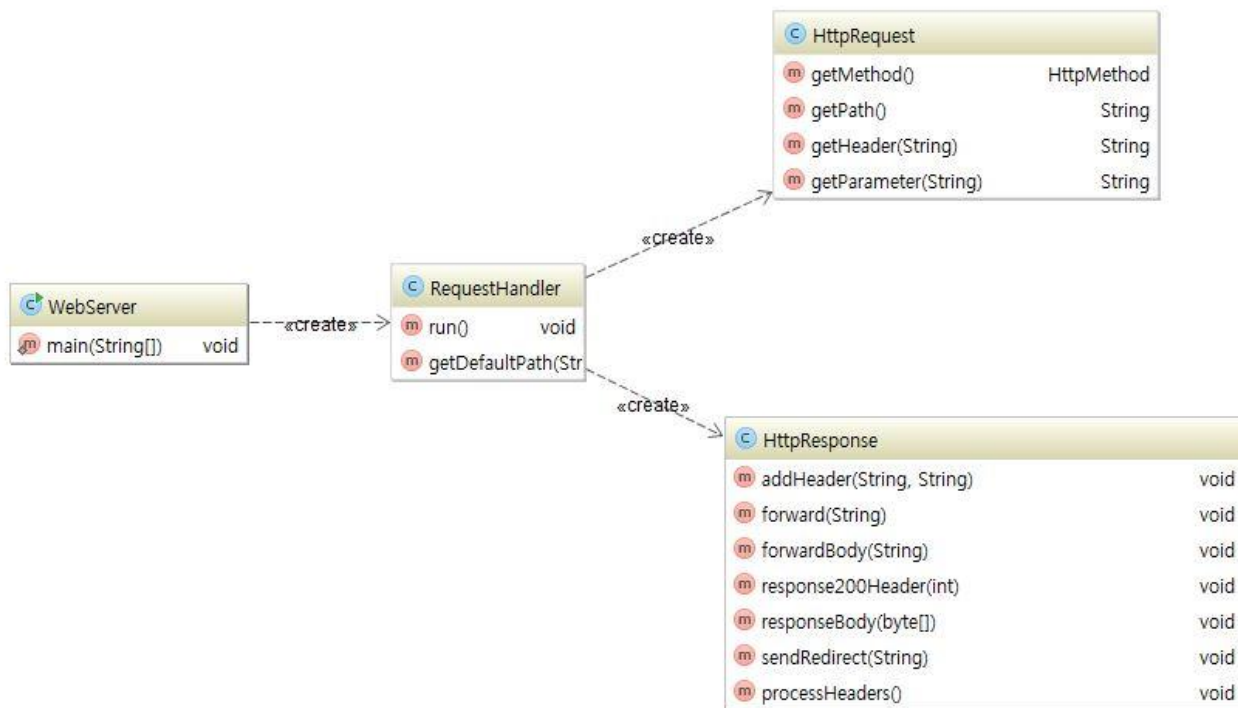 HttpRequest
getMethod() HttpMethod
getPath() String
getHeader(String) String
getParameter(String) String
«create»
WebServer
main(String[]) void
«create»
RequestHandler
run() void
getDefaultPath(Str
«create»
HttpResponse
addHeader(String, String) void
forward(String) void
forwardBody(String) void
response200Header(int) void
responseBody(byte[]) void
sendRedirect(String) void
processHeaders() void